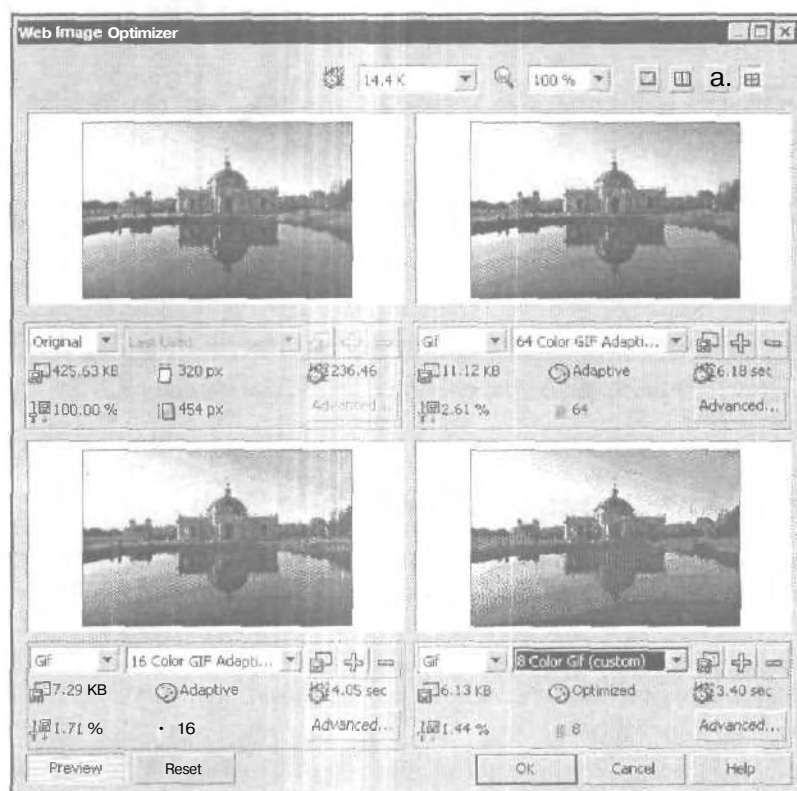 Web Image Optimizer
14.4 K 100 % a.
Original Last Used
425.63 KB 320 px 236.46
100.00 % 454 px Advanced...
Gif 64 Color GIF Adapti...
11.12 KB Adaptive 6.18 sec
2.61 % 64 Advanced...
Gif 16 Color GIF Adapti...
7.29 KB Adaptive 4.05 sec
1.71 % • 16 Advanced...
Gif 8 Color Gif (custom)
6.13 KB Optimized 3.40 sec
1.44 % 8 Advanced...
Preview Reset OK Cancel Help